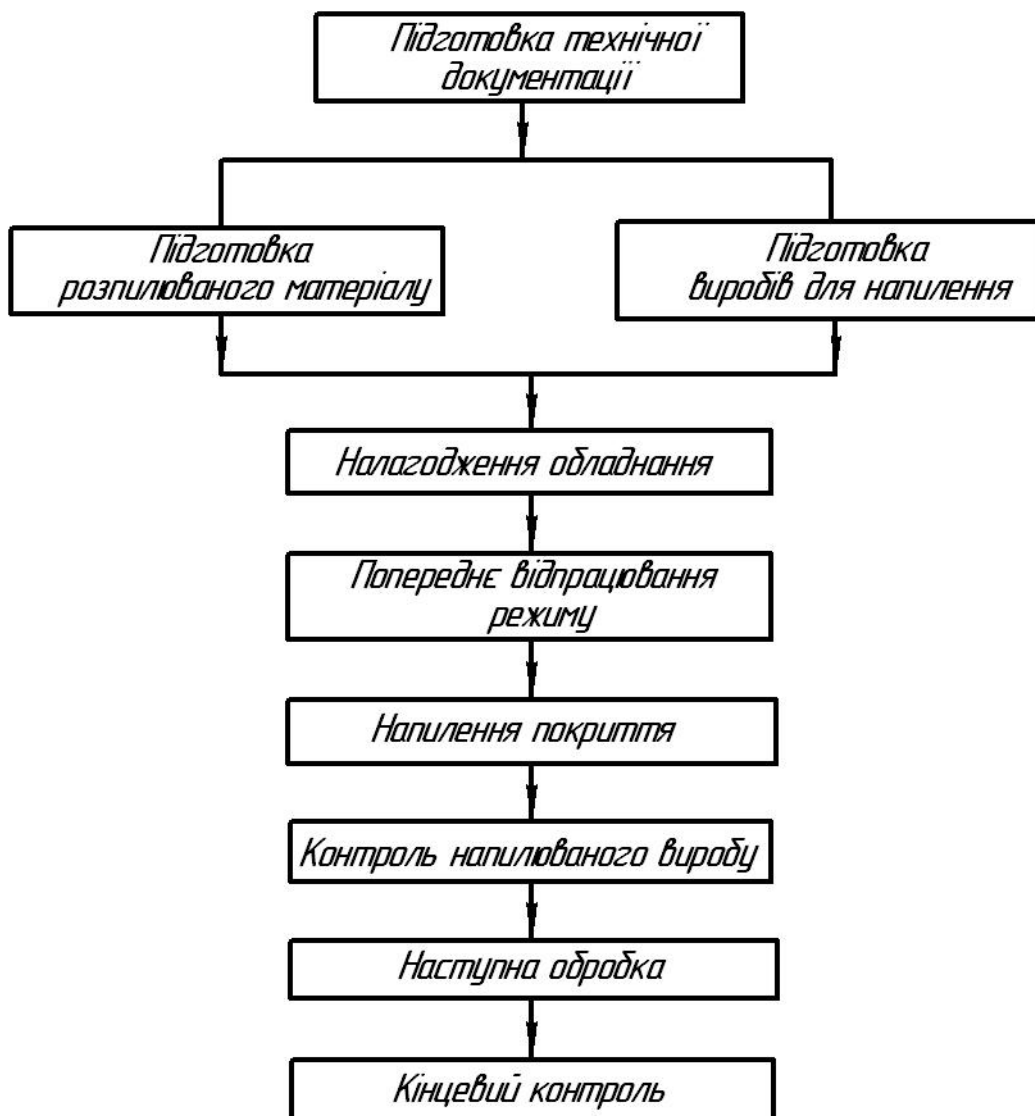 Підготовка технічної
документації
Підготовка
розпилюваного матеріалу
Підготовка
виробів для напилення
Налагодження обладнання
Попереднє відпрацювання
режиму
Напилення покриття
Контроль напилюваного виробу
Наступна обробка
Кінцевий контроль